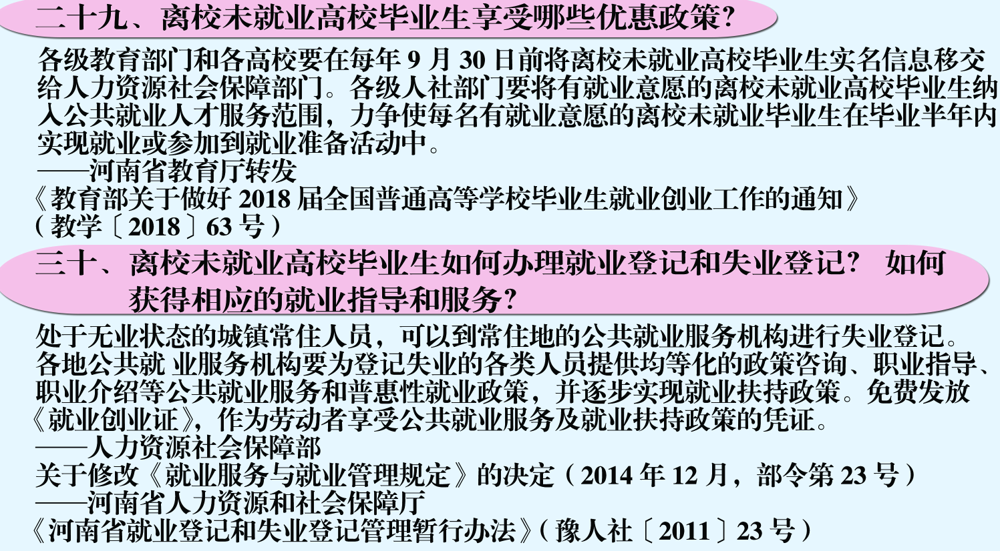 二十九、离校未就业高校毕业生享受哪些优惠政策？
各级教育部门和各高校要在每年 9 月 30 日前将离校未就业高校毕业生实名信息移交
给人力资源社会保障部门。各级人社部门要将有就业意愿的离校未就业高校毕业生纳
入公共就业人才服务范围，力争使每名有就业意愿的离校未就业毕业生在毕业半年内
实现就业或参加到就业准备活动中。
——河南省教育厅转发
《教育部关于做好 2018 届全国普通高等学校毕业生就业创业工作的通知》
（教学〔2018〕63 号）
三十、离校未就业高校毕业生如何办理就业登记和失业登记？ 如何
获得相应的就业指导和服务？
处于无业状态的城镇常住人员，可以到常住地的公共就业服务机构进行失业登记。
各地公共就 业服务机构要为登记失业的各类人员提供均等化的政策咨询、职业指导、
职业介绍等公共就业服务和普惠性就业政策，并逐步实现就业扶持政策。免费发放
《就业创业证》，作为劳动者享受公共就业服务及就业扶持政策的凭证。
——人力资源社会保障部
关于修改《就业服务与就业管理规定》的决定（2014 年 12 月，部令第 23 号）
——河南省人力资源和社会保障厅
《河南省就业登记和失业登记管理暂行办法》（豫人社〔2011〕23 号）